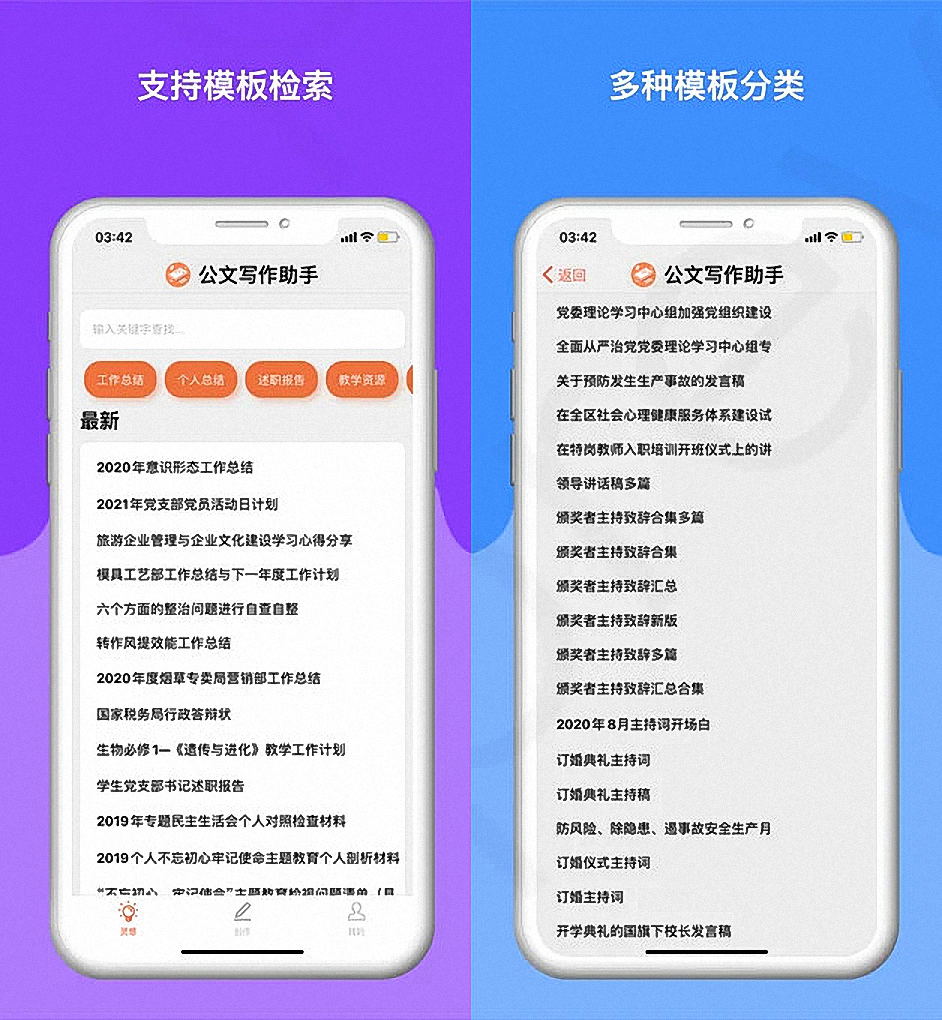 支持模板检索
03:42
公文写作助手
输入关键字查找...
工作总结 个人总结 述职报告 教学资源
最新
2020年意识形态工作总结
2021年党支部党员活动日计划
旅游企业管理与企业文化建设学习心得分享
模具工艺部工作总结与下一年度工作计划
六个方面的整治问题进行自查自整
转作风提效能工作总结
2020年度烟草专卖局营销部工作总结
国家税务局行政答辩状
生物必修1—《遗传与进化》教学工作计划
学生党支部书记述职报告
2019年专题民主生活会个人对照检查材料
2019个人不忘初心牢记使命主题教育个人剖析材料
“不忘初心、牢记使命”主题教育检视问题清单（具
灵感 创作 我的
多种模板分类
03:42
返回 公文写作助手
党委理论学习中心组加强党组织建设
全面从严治党党委理论学习中心组专
关于预防发生生产事故的发言稿
在全区社会心理健康服务体系建设试
在特岗教师入职培训开班仪式上的讲
领导讲话稿多篇
颁奖者主持致辞合集多篇
颁奖者主持致辞合集
颁奖者主持致辞汇总
颁奖者主持致辞新版
颁奖者主持致辞多篇
颁奖者主持致辞汇总合集
2020年8月主持词开场白
订婚典礼主持词
订婚典礼主持稿
防风险、除隐患、遏事故安全生产月
订婚仪式主持词
订婚主持词
开学典礼的国旗下校长发言稿